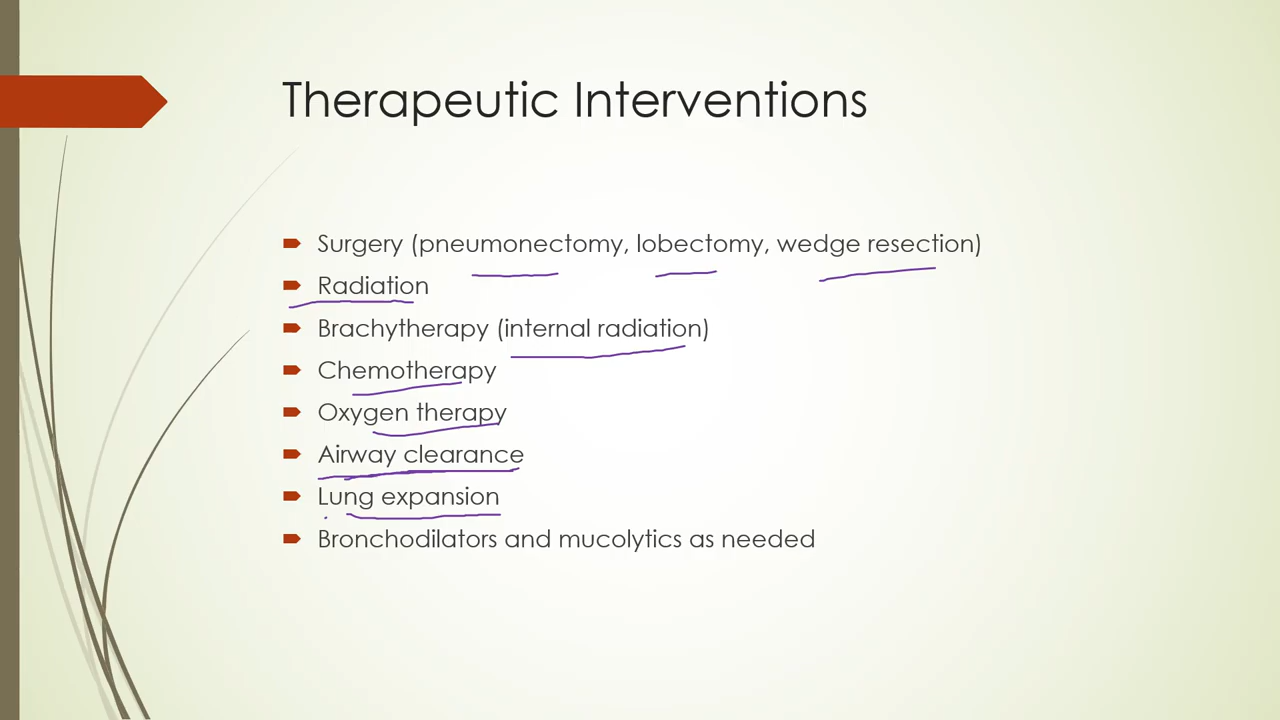 Therapeutic Interventions
Surgery (pneumonectomy, lobectomy, wedge resection)
Radiation
Brachytherapy (internal radiation)
Chemotherapy
Oxygen therapy
Airway clearance
Lung expansion
Bronchodilators and mucolytics as needed